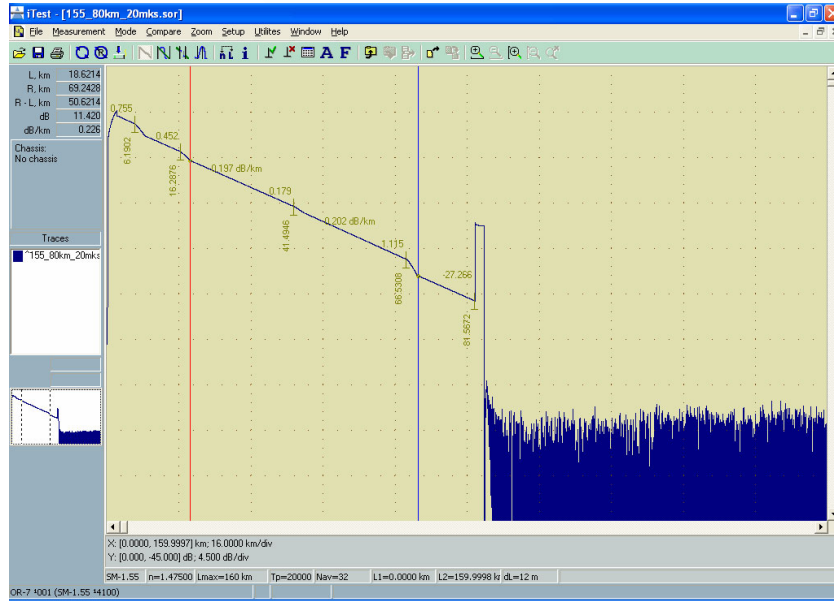 iTest - [155_80km_20mks.sor]
File Measurement Mode Compare Zoom Setup Utilites Window Help
A F
L, km 18.6214
R, km 69.2428
R - L, km 50.6214
dB 11.420
dB/km 0.226
Chassis:
No chassis
Traces
^155_80km_20mks
0.755
6.1902
0.452
16.2876
0.197 dB/km
0.179
41.4946
0.202 dB/km
1.115
66.5308
-27.266
81.5672
X: [0.0000, 159.9997] km; 16.0000 km/div
Y: [0.000, -45.000] dB; 4.500 dB/div
SM-1.55 n=1.47500 Lmax=160 km Tp=20000 Nav=32 L1=0.0000 km L2=159.9998 kr dL=12 m